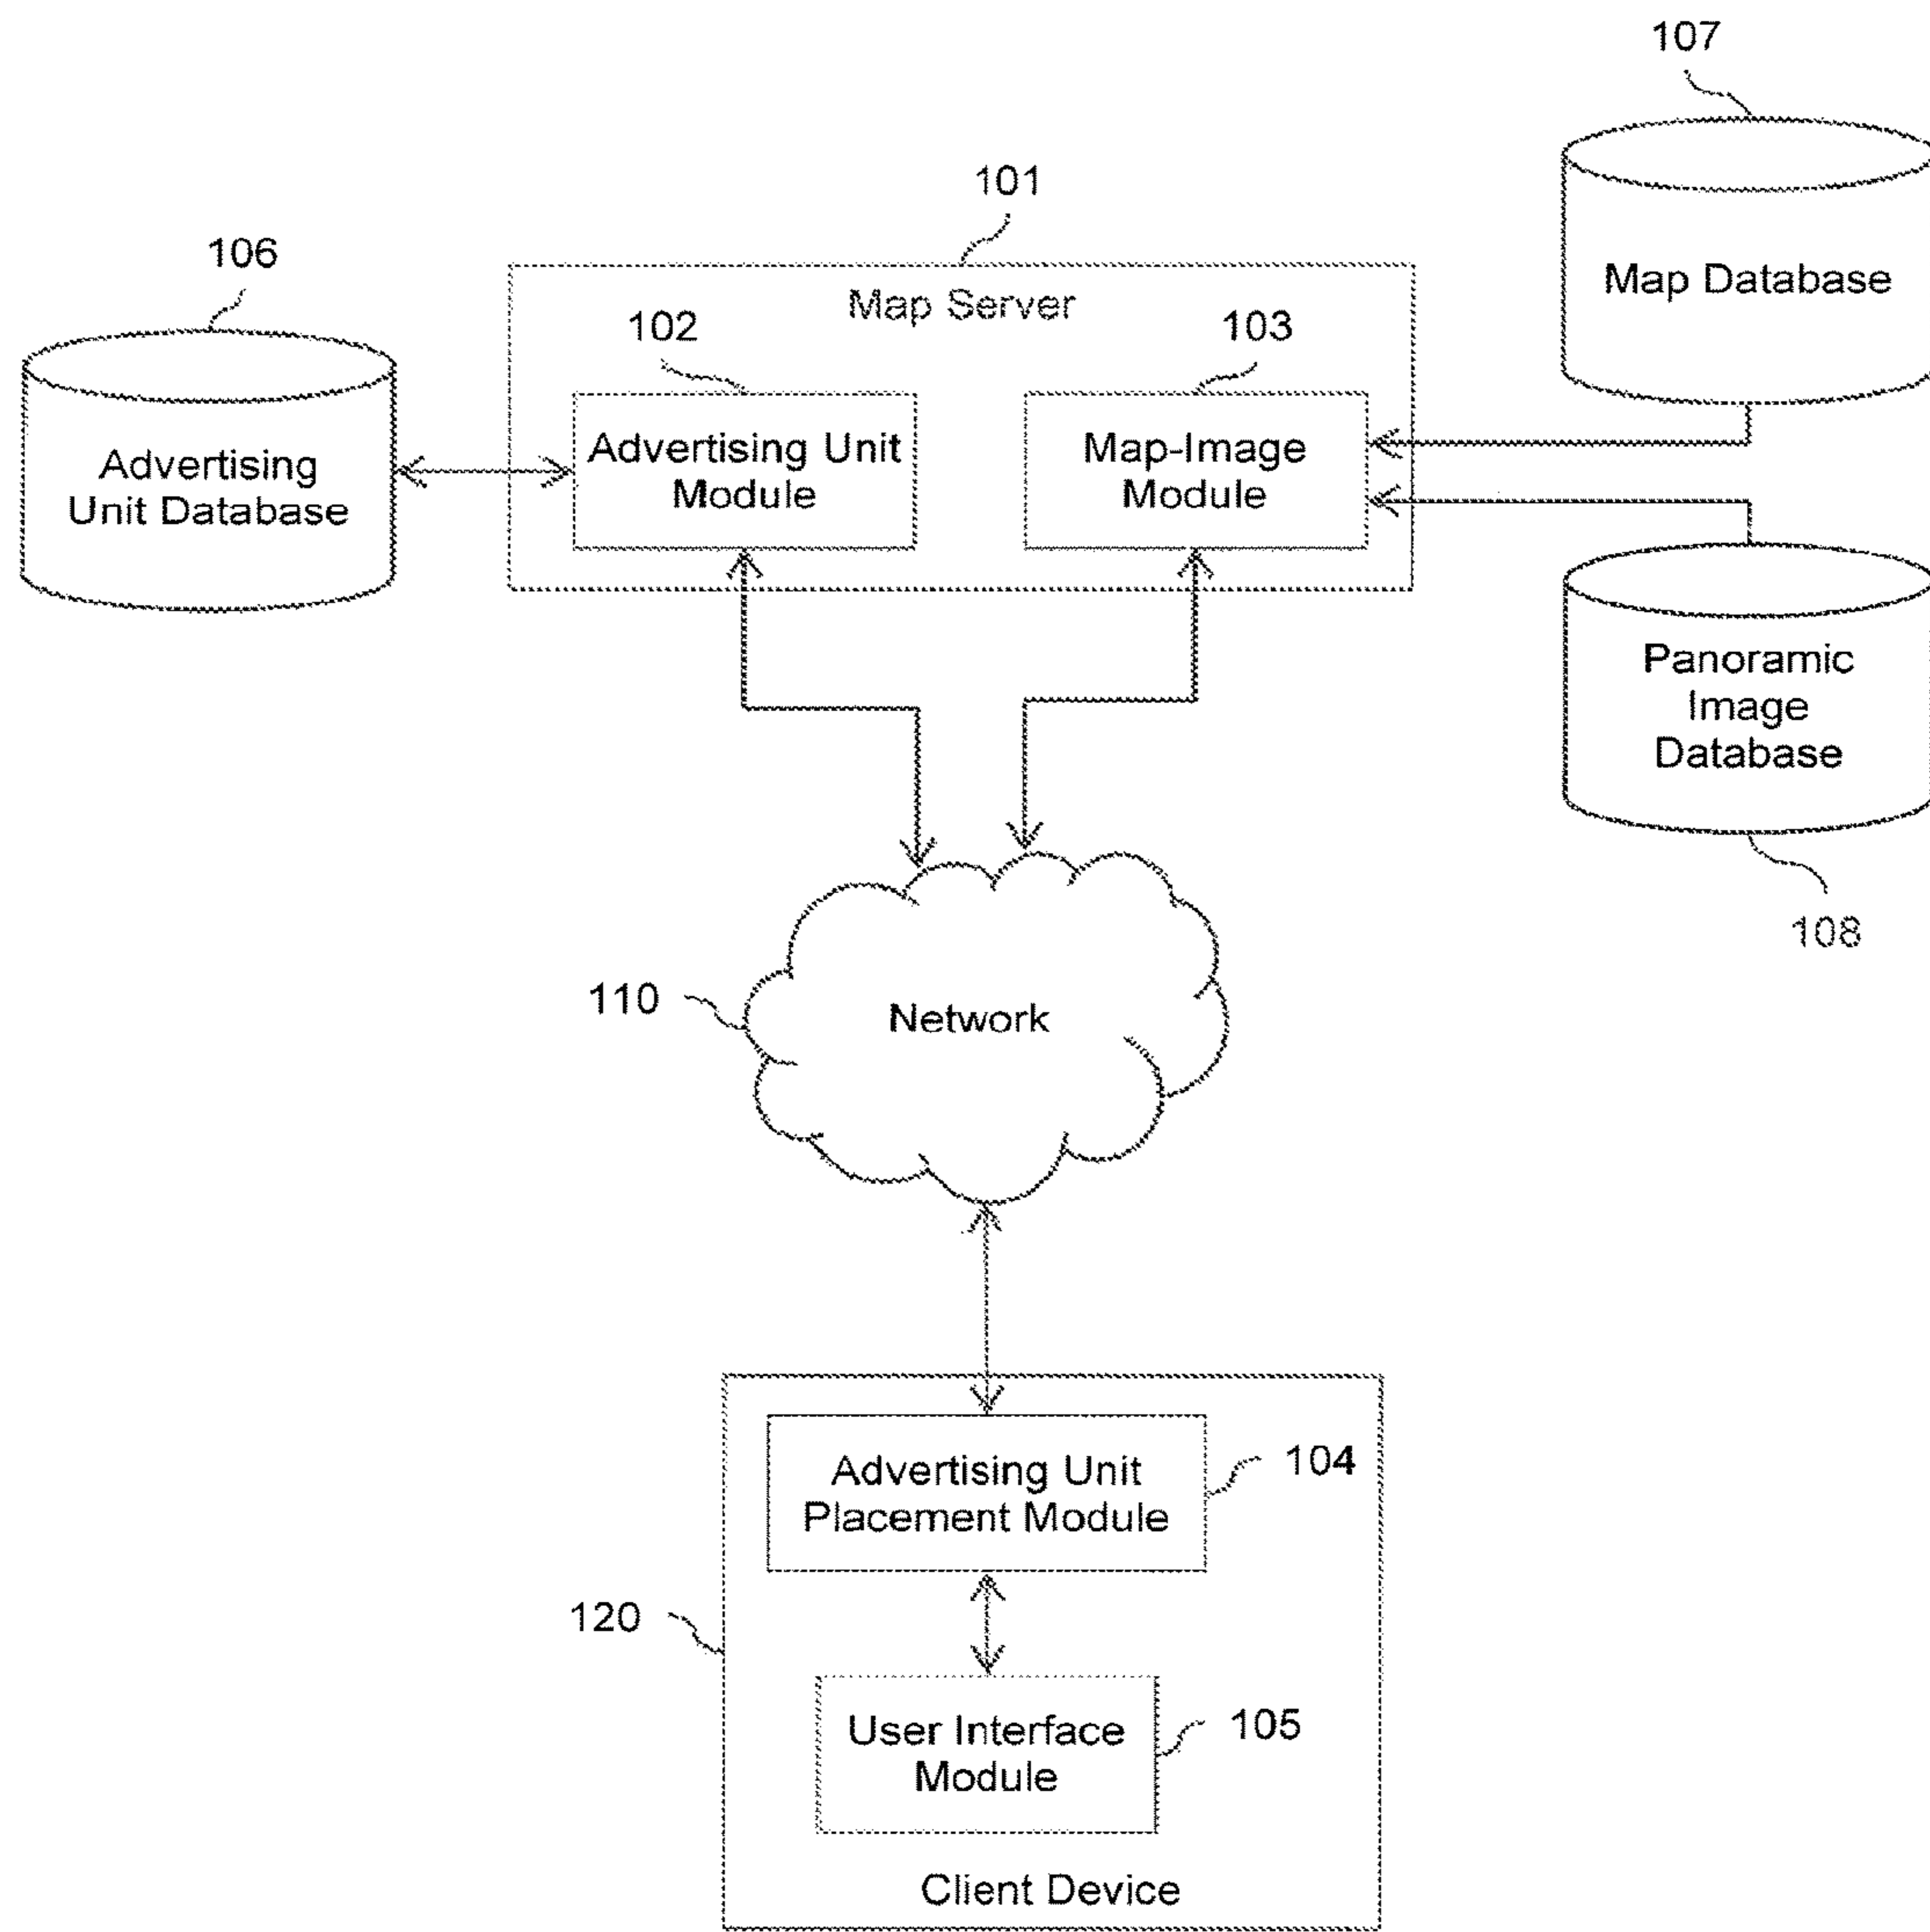 107
101
106
Map Database
Map Server
102
103
Advertising Unit
Module
Map-Image
Module
Advertising
Unit Database
Panoramic
Image
Database
108
110
Network
Advertising Unit
Placement Module
104
120
User Interface
Module
105
Client Device